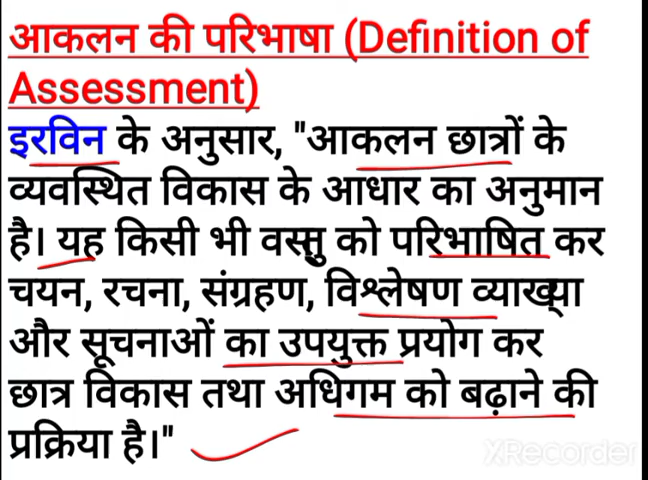 आकलन की परिभाषा (Definition of
Assessment)
इरविन के अनुसार, "आकलन छात्रों के
व्यवस्थित विकास के आधार का अनुमान
है। यह किसी भी वस्तु को परिभाषित कर
चयन, रचना, संग्रहण, विश्लेषण व्याख्या
और सूचनाओं का उपयुक्त प्रयोग कर
छात्र विकास तथा अधिगम को बढ़ाने की
प्रक्रिया है।"
XRecorder